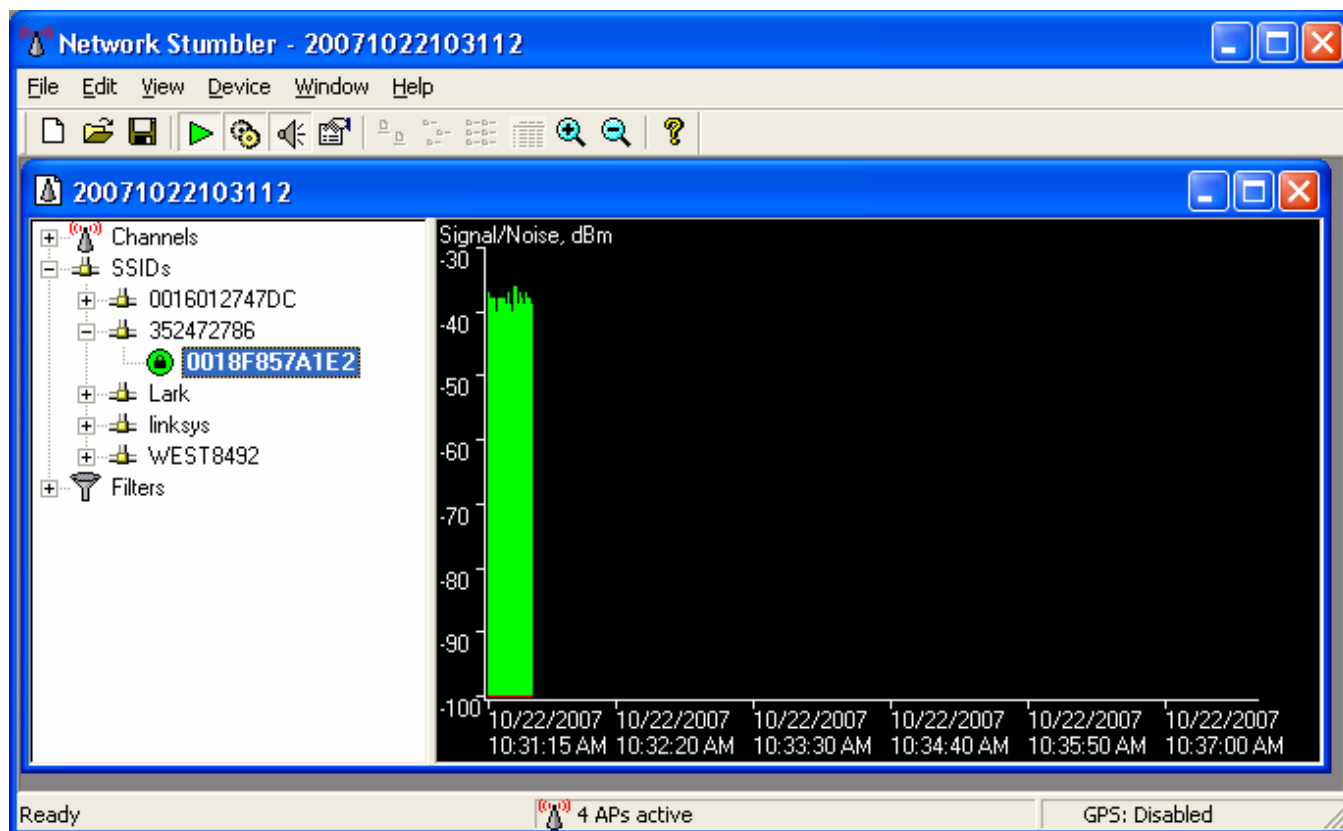 Network Stumbler - 20071022103112
File Edit View Device Window Help
20071022103112
Channels
SSIDs
0016012747DC
352472786
0018F857A1E2
Lark
linksys
WEST8492
Filters
Signal/Noise, dBm
-30
-40
-50
-60
-70
-80
-90
-100
10/22/2007 10/22/2007 10/22/2007 10/22/2007 10/22/2007 10/22/2007
10:31:15 AM 10:32:20 AM 10:33:30 AM 10:34:40 AM 10:35:50 AM 10:37:00 AM
Ready 4 APs active GPS: Disabled